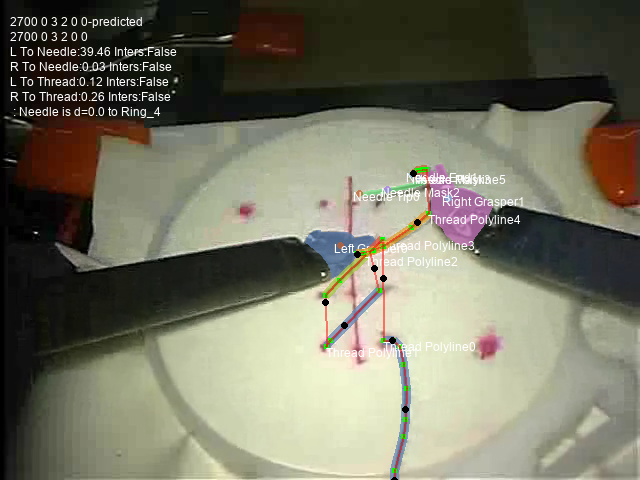 2700 0 3 2 0 0-predicted
2700 0 3 2 0 0
L To Needle:39.46 Inters:False
R To Needle:0.03 Inters:False
L To Thread:0.12 Inters:False
R To Thread:0.26 Inters:False
: Needle is d=0.0 to Ring_4
Needle Mask2
Needle Tip0
Right Grasper1
Thread Polyline4
Thread Polyline3
Thread Polyline2
Thread Polyline1
Thread Polyline0